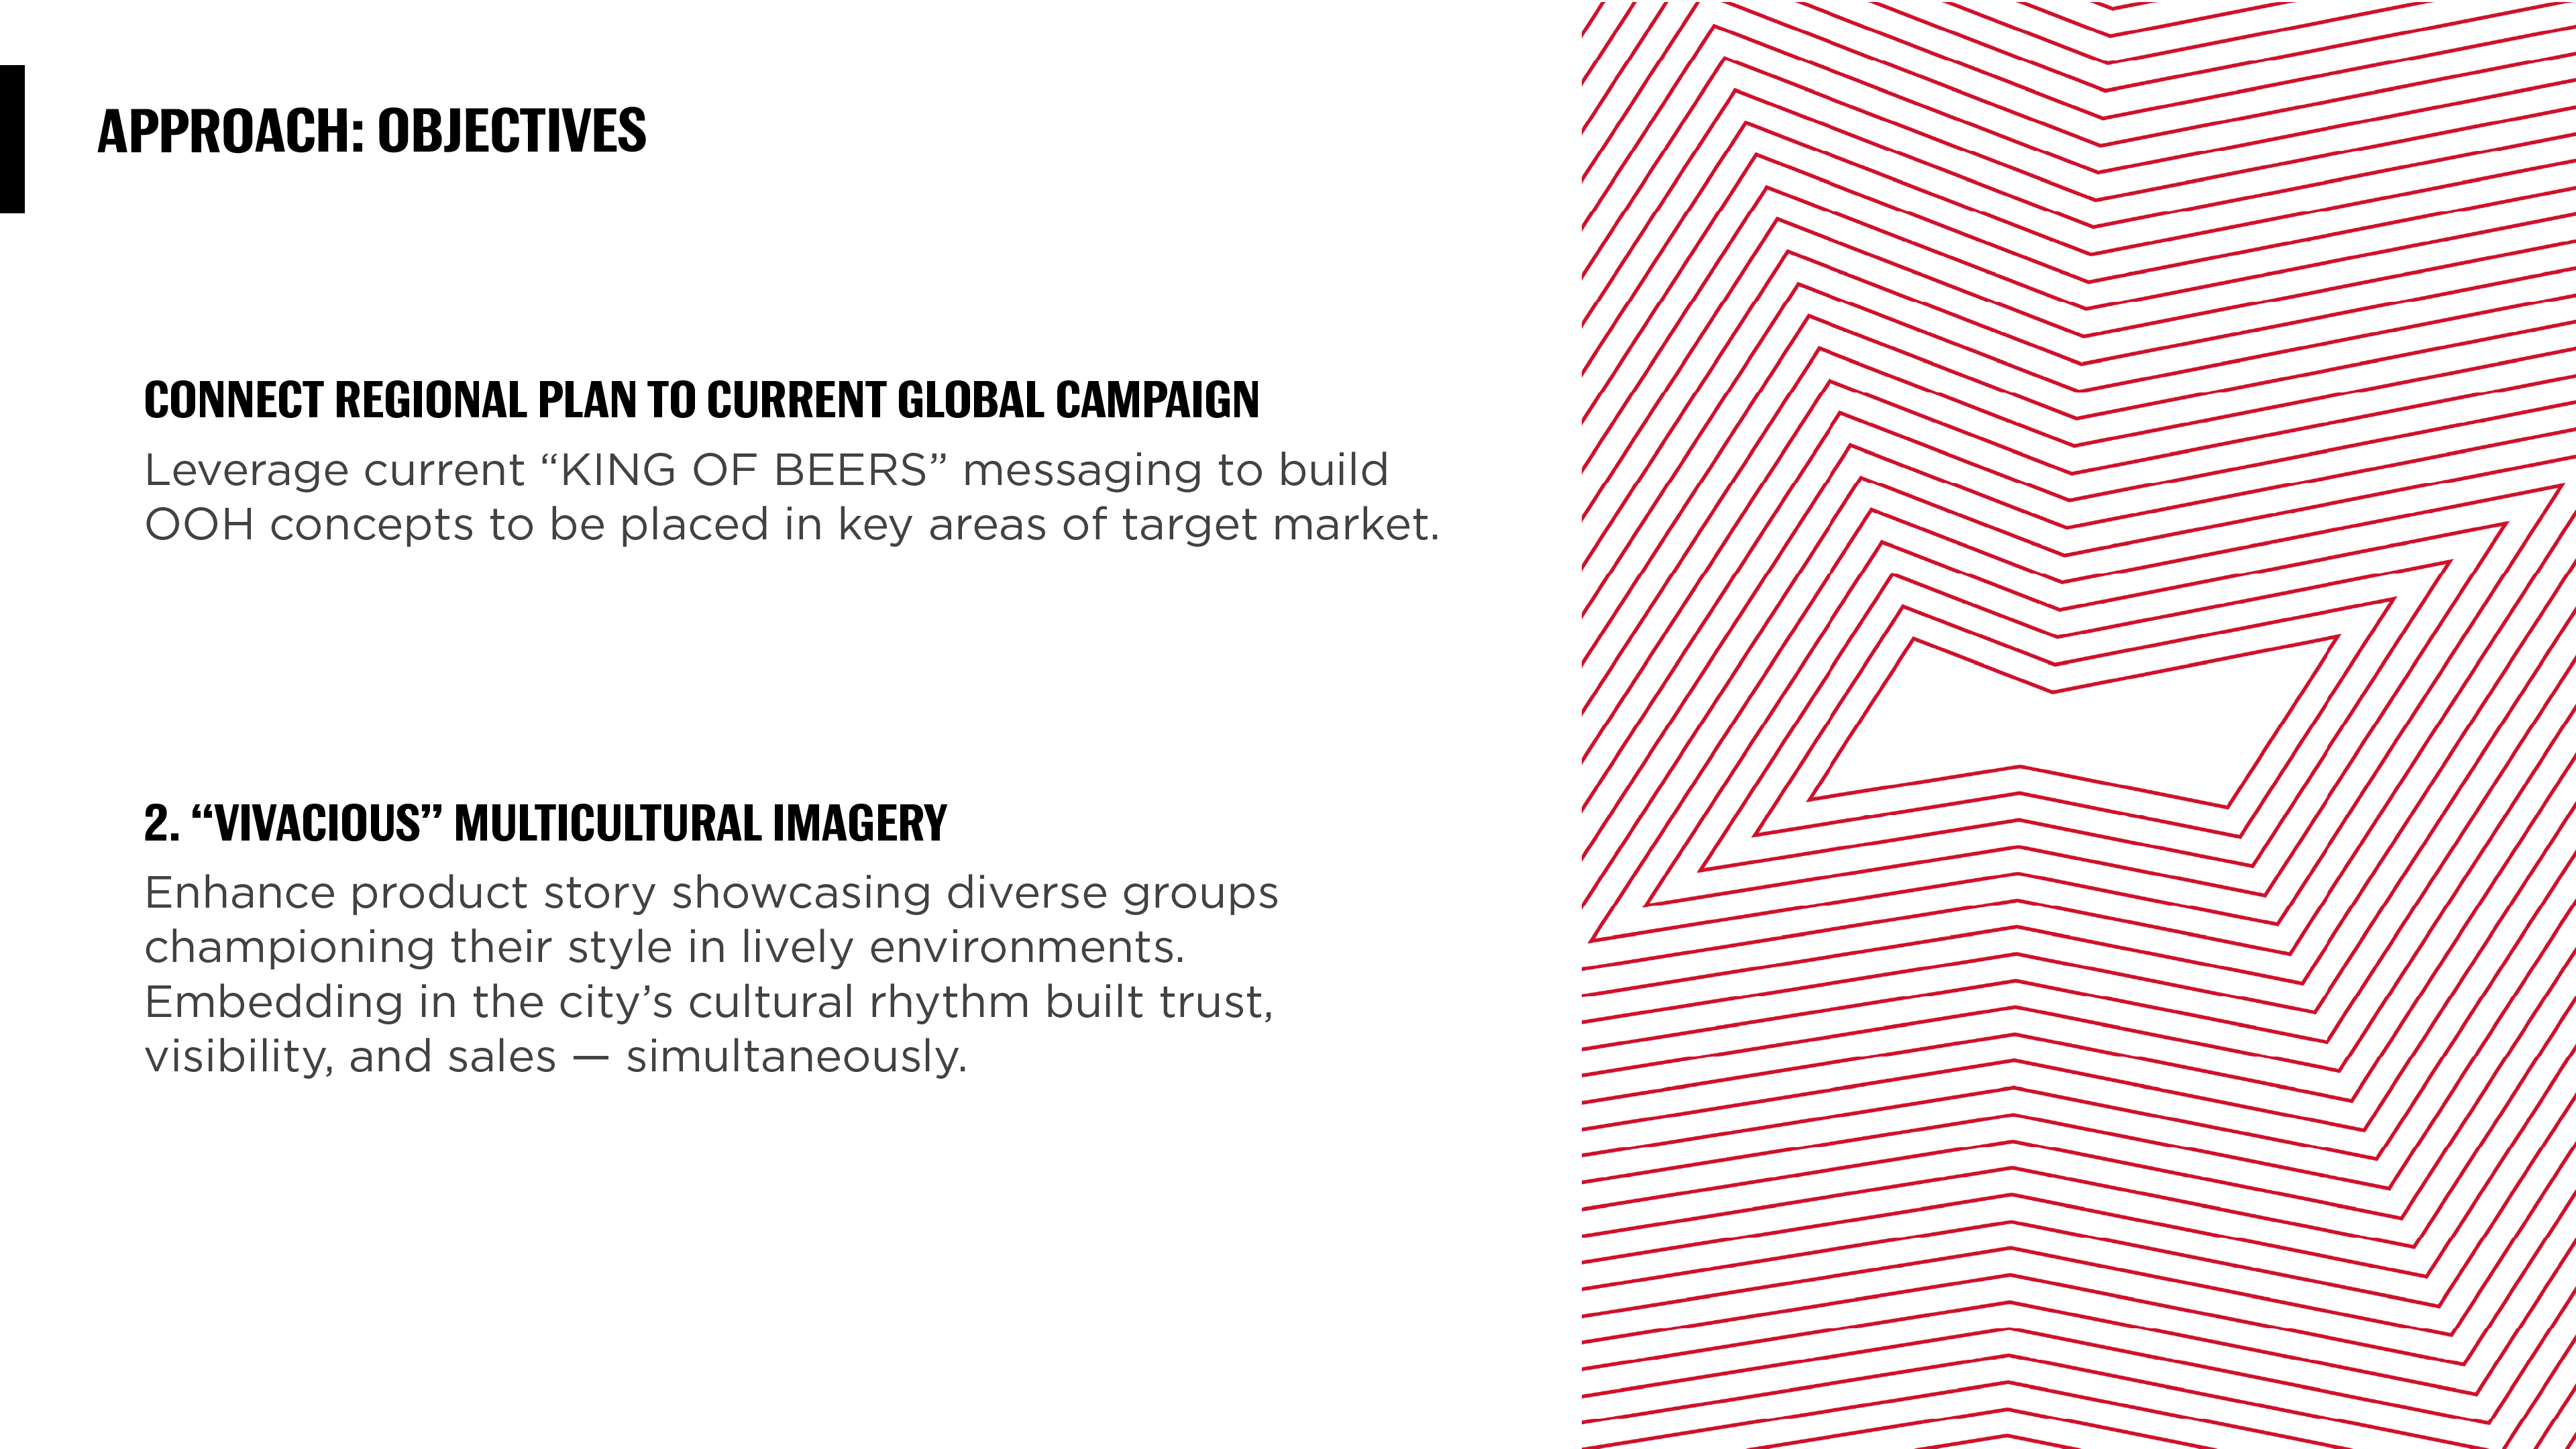 APPROACH: OBJECTIVES
CONNECT REGIONAL PLAN TO CURRENT GLOBAL CAMPAIGN
Leverage current “KING OF BEERS” messaging to build
OOH concepts to be placed in key areas of target market.
2. “VIVACIOUS” MULTICULTURAL IMAGERY
Enhance product story showcasing diverse groups
championing their style in lively environments.
Embedding in the city’s cultural rhythm built trust,
visibility, and sales — simultaneously.